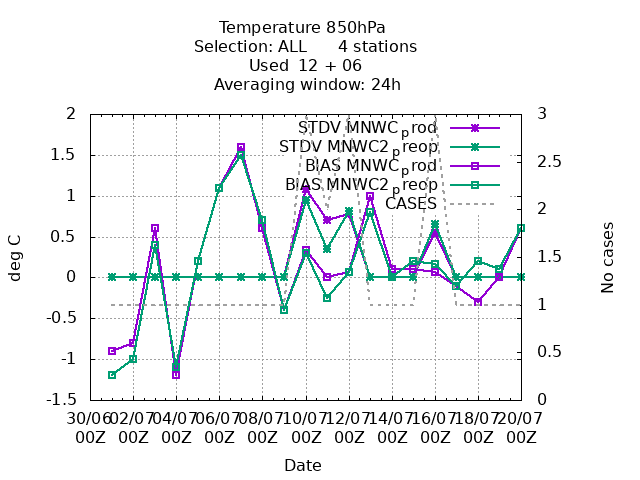 Temperature 850hPa
Selection: ALL      4 stations
Used  12 + 06
Averaging window: 24h
STDV MNWC_prod
STDV MNWC2_preop
BIAS MNWC_prod
BIAS MNWC2_preop
CASES
2
1.5
1
0.5
0
-0.5
-1
-1.5
deg C
3
2.5
2
1.5
1
0.5
0
No cases
30/06 02/07 04/07 06/07 08/07 10/07 12/07 14/07 16/07 18/07 20/07
00Z 00Z 00Z 00Z 00Z 00Z 00Z 00Z 00Z 00Z 00Z
Date